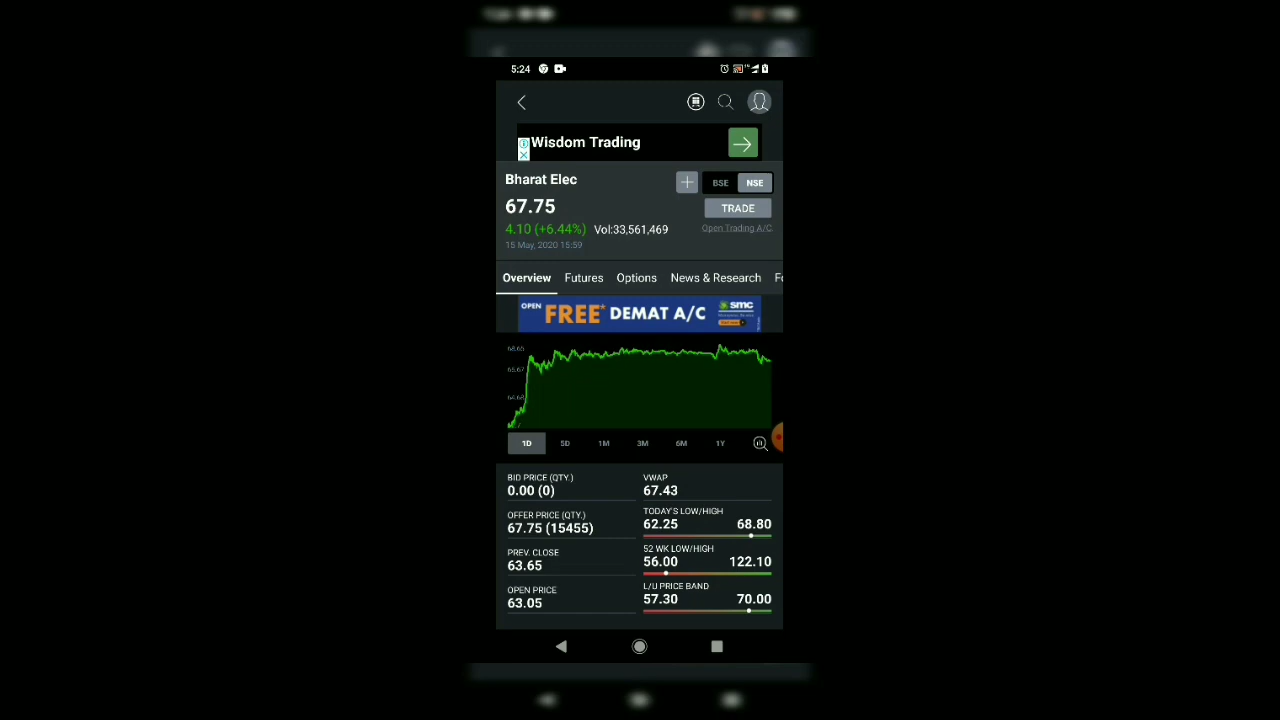 5:24
Wisdom Trading
Bharat Elec
BSE NSE
67.75
TRADE
4.10 (+6.44%) Vol:33,561,469
Open Trading A/C
15 May, 2020 15:59
Overview Futures Options News & Research Fo
OPEN FREE* DEMAT A/C smc
68.65
1D 5D 1M 3M 6M 1Y
BID PRICE (QTY.) VWAP
0.00 (0) 67.43
OFFER PRICE (QTY.) TODAY'S LOW/HIGH
67.75 (15455) 62.25 68.80
PREV. CLOSE 52 WK LOW/HIGH
63.65 56.00 122.10
OPEN PRICE L/U PRICE BAND
63.05 57.30 70.00